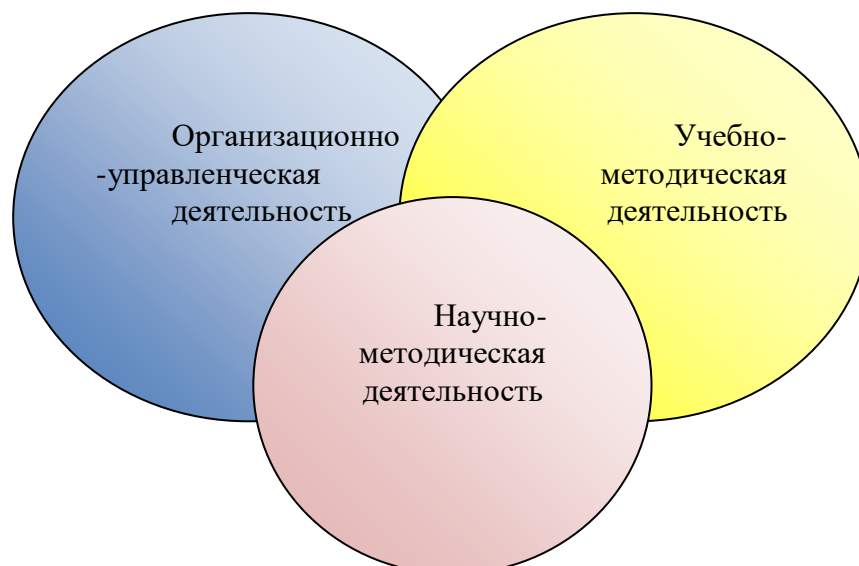 Организационно
-управленческая
деятельность
Учебно-
методическая
деятельность
Научно-
методическая
деятельность